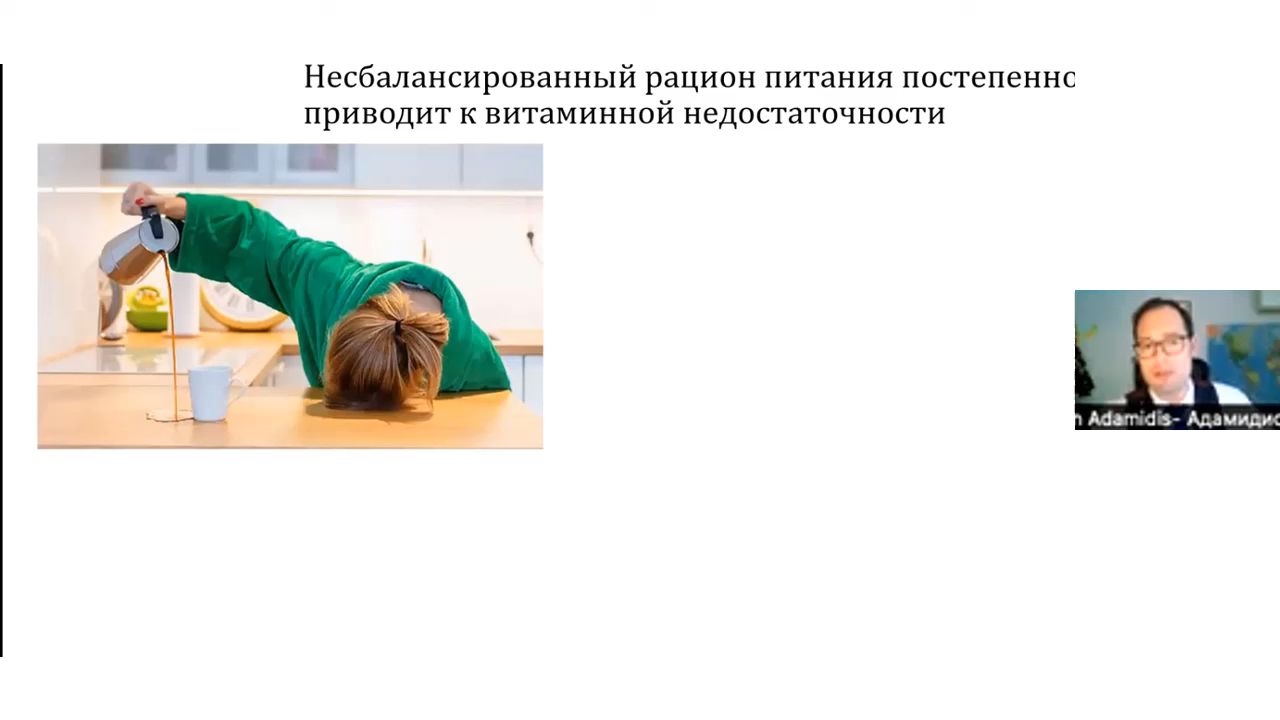 Несбалансированный рацион питания постепенно
приводит к витаминной недостаточности
Adamidis- Адамидис